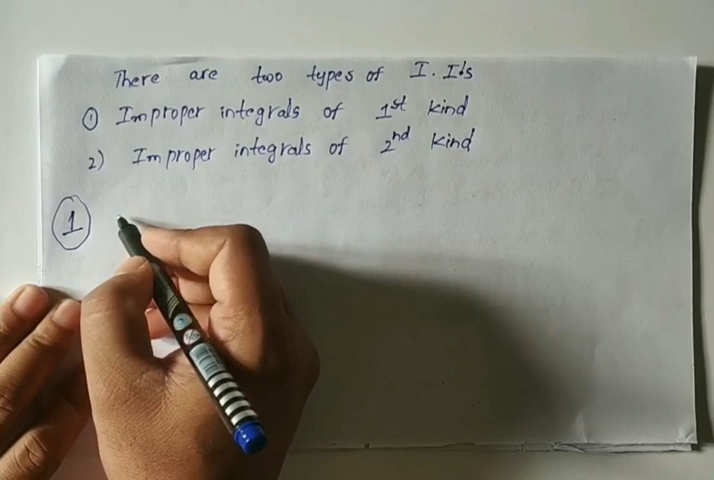 There are two types of I. I's
① Improper integrals of 1st kind
2) Improper integrals of 2nd kind
①